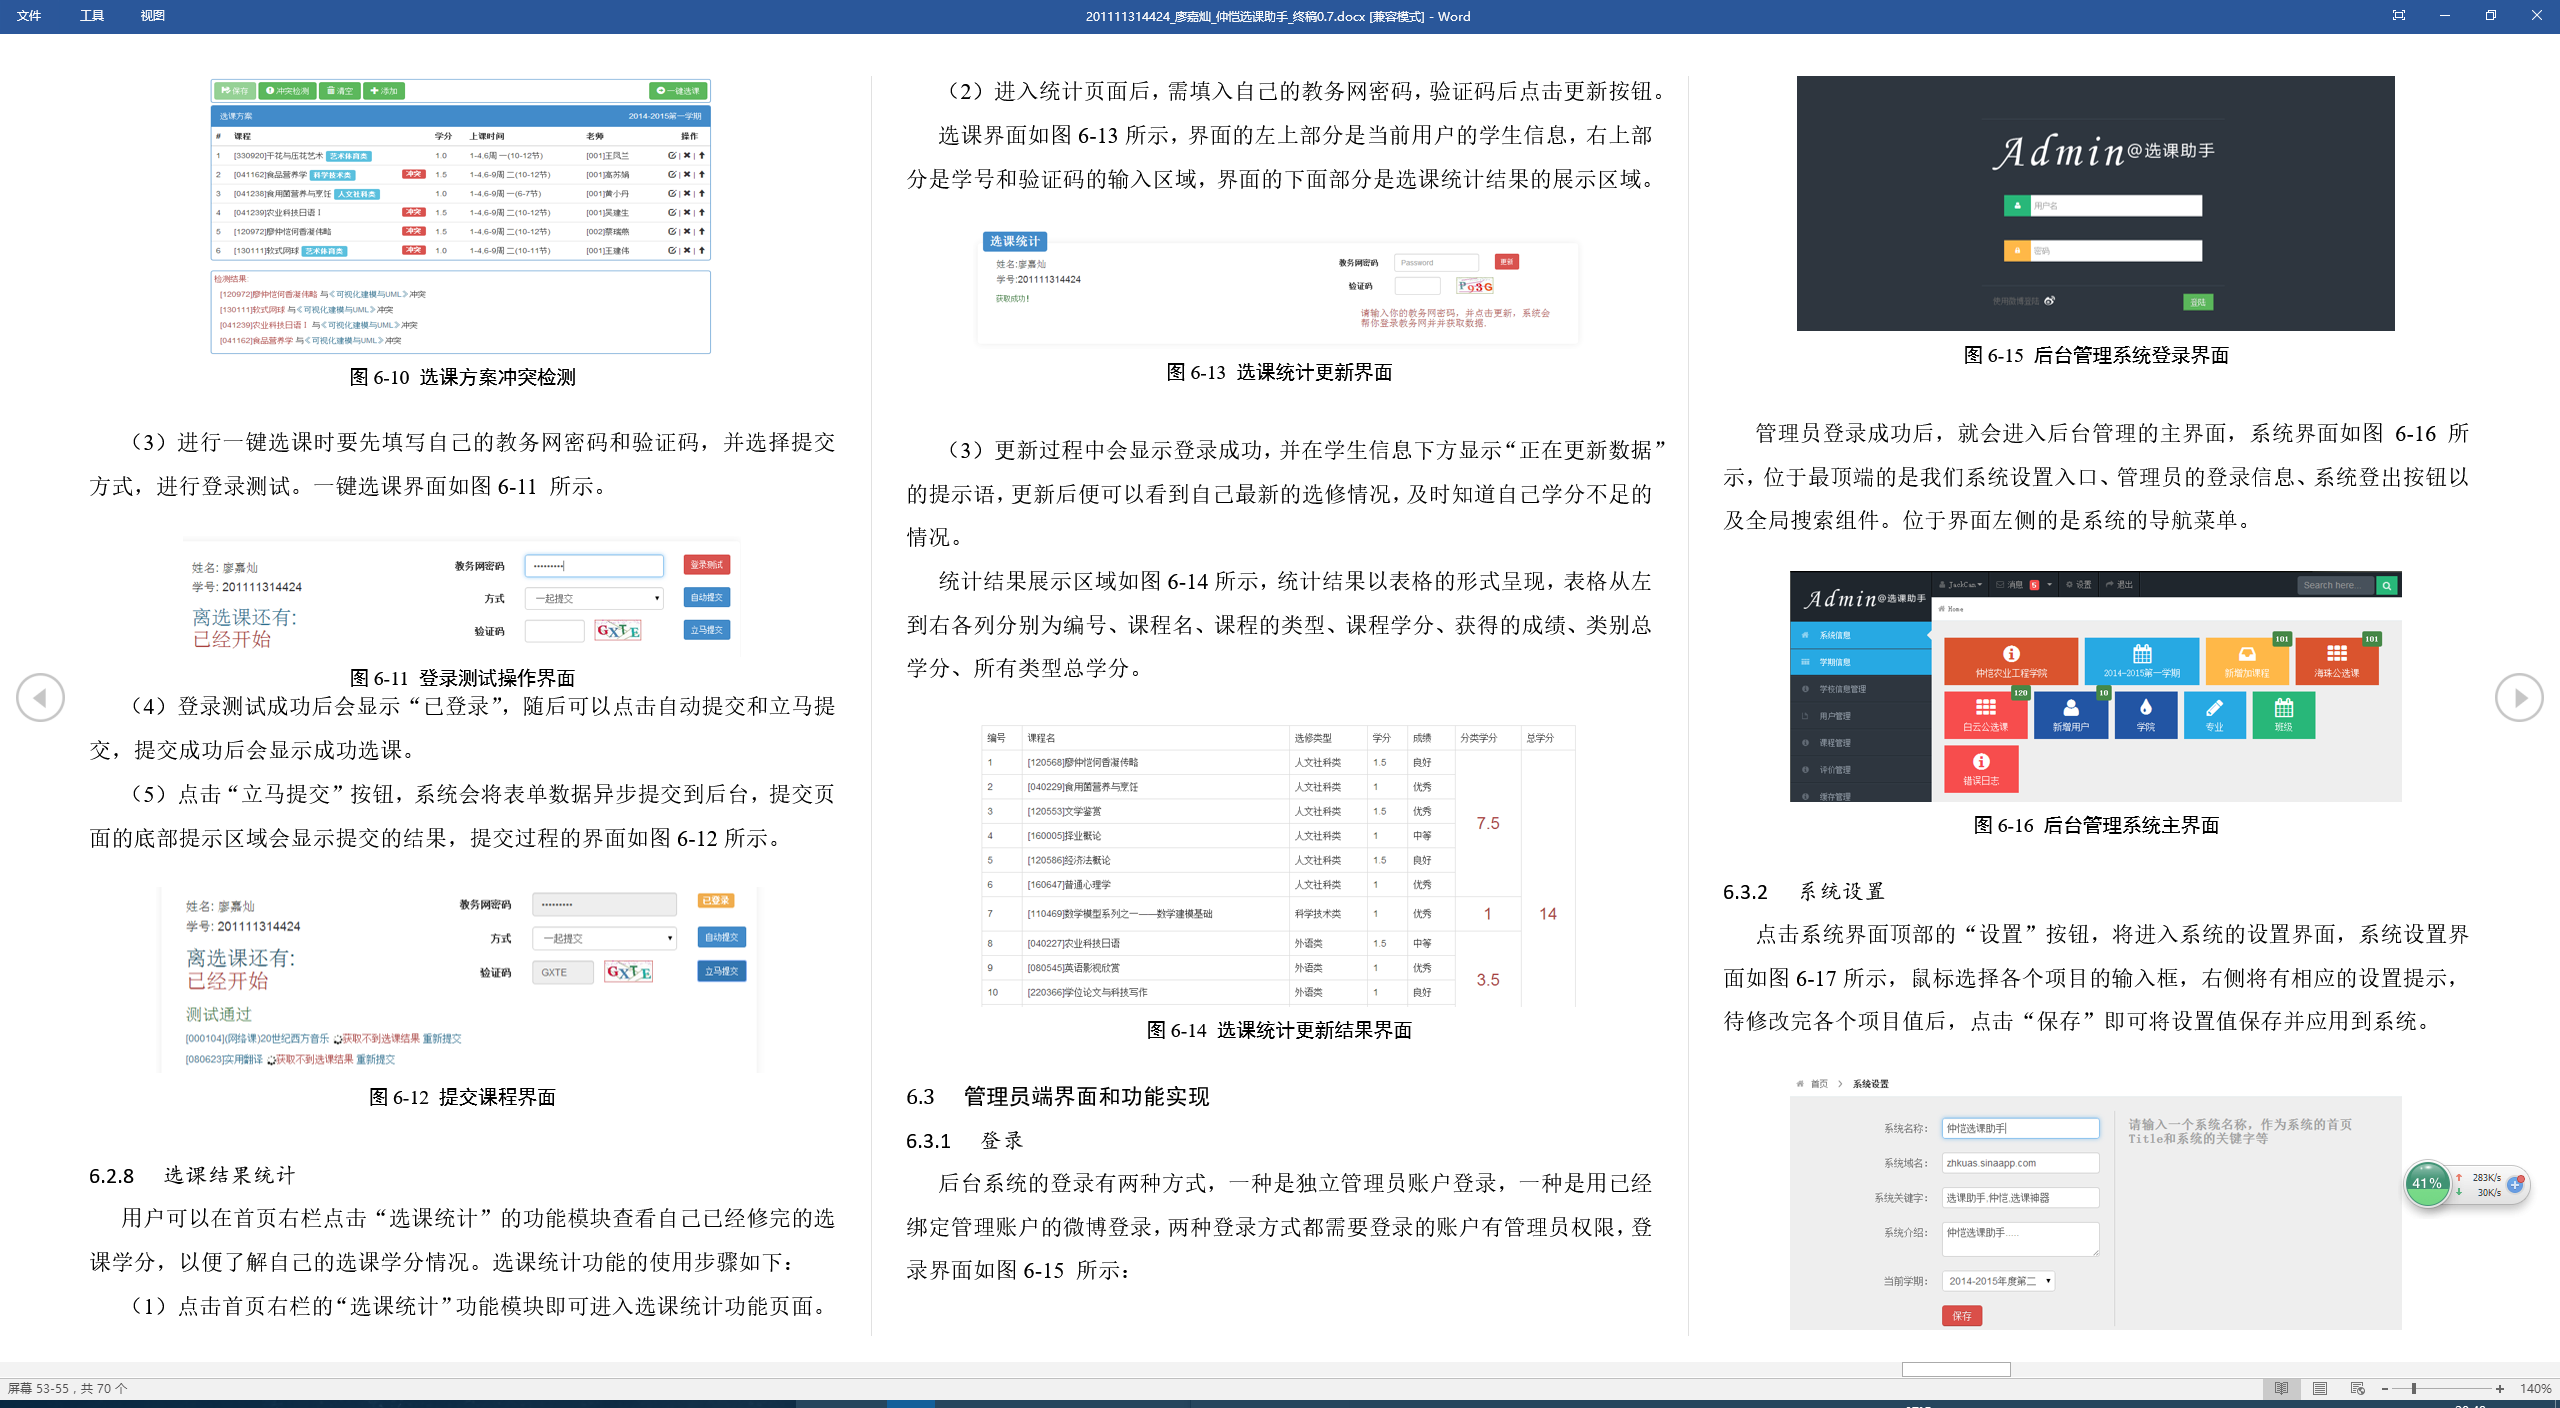 文件 工具 视图
201111314424_廖嘉灿_仲恺选课助手_终稿0.7.docx [兼容模式] - Word
保存 冲突检测 清空 添加 一键选课
选课方案 2014-2015第一学期
# 课程 学分 上课时间 老师 操作
1 [330920]干花与压花艺术 艺术体育类 1.0 1-4.6周 一(10-12节) [001]王凤兰
2 [041162]食品营养学 科学技术类 冲突 1.5 1-4.6-9周 二(10-12节) [001]高苏娟
3 [041238]食用菌营养与烹饪 人文社科类 1.0 1-4.6-9周 一(6-7节) [001]黄小丹
4 [041239]农业科技日语 I 冲突 1.5 1-4.6-9周 二(10-12节) [001]吴建生
5 [120972]廖仲恺何香凝伟略 冲突 1.5 1-4.6-9周 二(10-12节) [002]蔡瑞燕
6 [130111]软式网球 艺术体育类 冲突 1.0 1-4.6-9周 二(10-11节) [001]王建伟
检测结果:
[120972]廖仲恺何香凝伟略 与《可视化建模与UML》冲突
[130111]软式网球 与《可视化建模与UML》冲突
[041239]农业科技日语 I 与《可视化建模与UML》冲突
[041162]食品营养学 与《可视化建模与UML》冲突
图 6-10 选课方案冲突检测
（3）进行一键选课时要先填写自己的教务网密码和验证码，并选择提交
方式，进行登录测试。一键选课界面如图 6-11 所示。
姓名: 廖嘉灿
学号: 201111314424
离选课还有:
已经开始
教务网密码 ········· 登录测试
方式 一起提交 自动提交
验证码 GXTE 立马提交
图 6-11 登录测试操作界面
（4）登录测试成功后会显示“已登录”，随后可以点击自动提交和立马提
交，提交成功后会显示成功选课。
（5）点击“立马提交”按钮，系统会将表单数据异步提交到后台，提交页
面的底部提示区域会显示提交的结果，提交过程的界面如图 6-12 所示。
姓名: 廖嘉灿
学号: 201111314424
离选课还有:
已经开始
教务网密码 ········· 已登录
方式 一起提交 自动提交
验证码 GXTE GXTE 立马提交
测试通过
[000104](网络课)20世纪西方音乐 获取不到选课结果 重新提交
[080623]实用翻译 获取不到选课结果 重新提交
图 6-12 提交课程界面
6.2.8 选课结果统计
用户可以在首页右栏点击“选课统计”的功能模块查看自己已经修完的选
课学分，以便了解自己的选课学分情况。选课统计功能的使用步骤如下：
（1）点击首页右栏的“选课统计”功能模块即可进入选课统计功能页面。
（2）进入统计页面后，需填入自己的教务网密码，验证码后点击更新按钮。
选课界面如图 6-13 所示，界面的左上部分是当前用户的学生信息，右上部
分是学号和验证码的输入区域，界面的下面部分是选课统计结果的展示区域。
选课统计
姓名:廖嘉灿
学号:201111314424
获取成功！
教务网密码 Password 更新
验证码 P93G
请输入你的教务网密码，并点击更新，系统会
帮你登录教务网并并获取数据.
图 6-13 选课统计更新界面
（3）更新过程中会显示登录成功，并在学生信息下方显示“正在更新数据”
的提示语，更新后便可以看到自己最新的选修情况，及时知道自己学分不足的
情况。
统计结果展示区域如图 6-14 所示，统计结果以表格的形式呈现，表格从左
到右各列分别为编号、课程名、课程的类型、课程学分、获得的成绩、类别总
学分、所有类型总学分。
编号 课程名 选修类型 学分 成绩 分类学分 总学分
1 [120568]廖仲恺何香凝传略 人文社科类 1.5 良好
2 [040229]食用菌营养与烹饪 人文社科类 1 优秀
3 [120553]文学鉴赏 人文社科类 1.5 优秀
7.5
4 [160005]择业概论 人文社科类 1 中等
5 [120586]经济法概论 人文社科类 1.5 良好
6 [160647]普通心理学 人文社科类 1 优秀
7 [110469]数学模型系列之一——数学建模基础 科学技术类 1 优秀 1 14
8 [040227]农业科技日语 外语类 1.5 中等
9 [080545]英语影视欣赏 外语类 1 优秀
3.5
10 [220366]学位论文与科技写作 外语类 1 良好
图 6-14 选课统计更新结果界面
6.3 管理员端界面和功能实现
6.3.1 登录
后台系统的登录有两种方式，一种是独立管理员账户登录，一种是用已经
绑定管理账户的微博登录，两种登录方式都需要登录的账户有管理员权限，登
录界面如图 6-15 所示：
Admin@选课助手
用户名
密码
使用微博登陆 登陆
图 6-15 后台管理系统登录界面
管理员登录成功后，就会进入后台管理的主界面，系统界面如图 6-16 所
示，位于最顶端的是我们系统设置入口、管理员的登录信息、系统登出按钮以
及全局搜索组件。位于界面左侧的是系统的导航菜单。
Admin@选课助手 JackCan 消息 5 设置 退出 Search here...
Home
系统信息
学期信息
学校信息管理
用户管理
课程管理
评价管理
缓存管理
仲恺农业工程学院 2014-2015第一学期 新增加课程 101 海珠公选课 101
白云公选课 120 新增用户 10 学院 专业 班级
错误日志
图 6-16 后台管理系统主界面
6.3.2 系统设置
点击系统界面顶部的“设置”按钮，将进入系统的设置界面，系统设置界
面如图 6-17 所示，鼠标选择各个项目的输入框，右侧将有相应的设置提示，
待修改完各个项目值后，点击“保存”即可将设置值保存并应用到系统。
首页 > 系统设置
系统名称: 仲恺选课助手
请输入一个系统名称，作为系统的首页
Title和系统的关键字等
系统域名: zhkuas.sinaapp.com
系统关键字: 选课助手.仲恺.选课神器
系统介绍: 仲恺选课助手.....
当前学期: 2014-2015年度第二
保存
41% 283K/s
30K/s
屏幕 53-55，共 70 个
140%